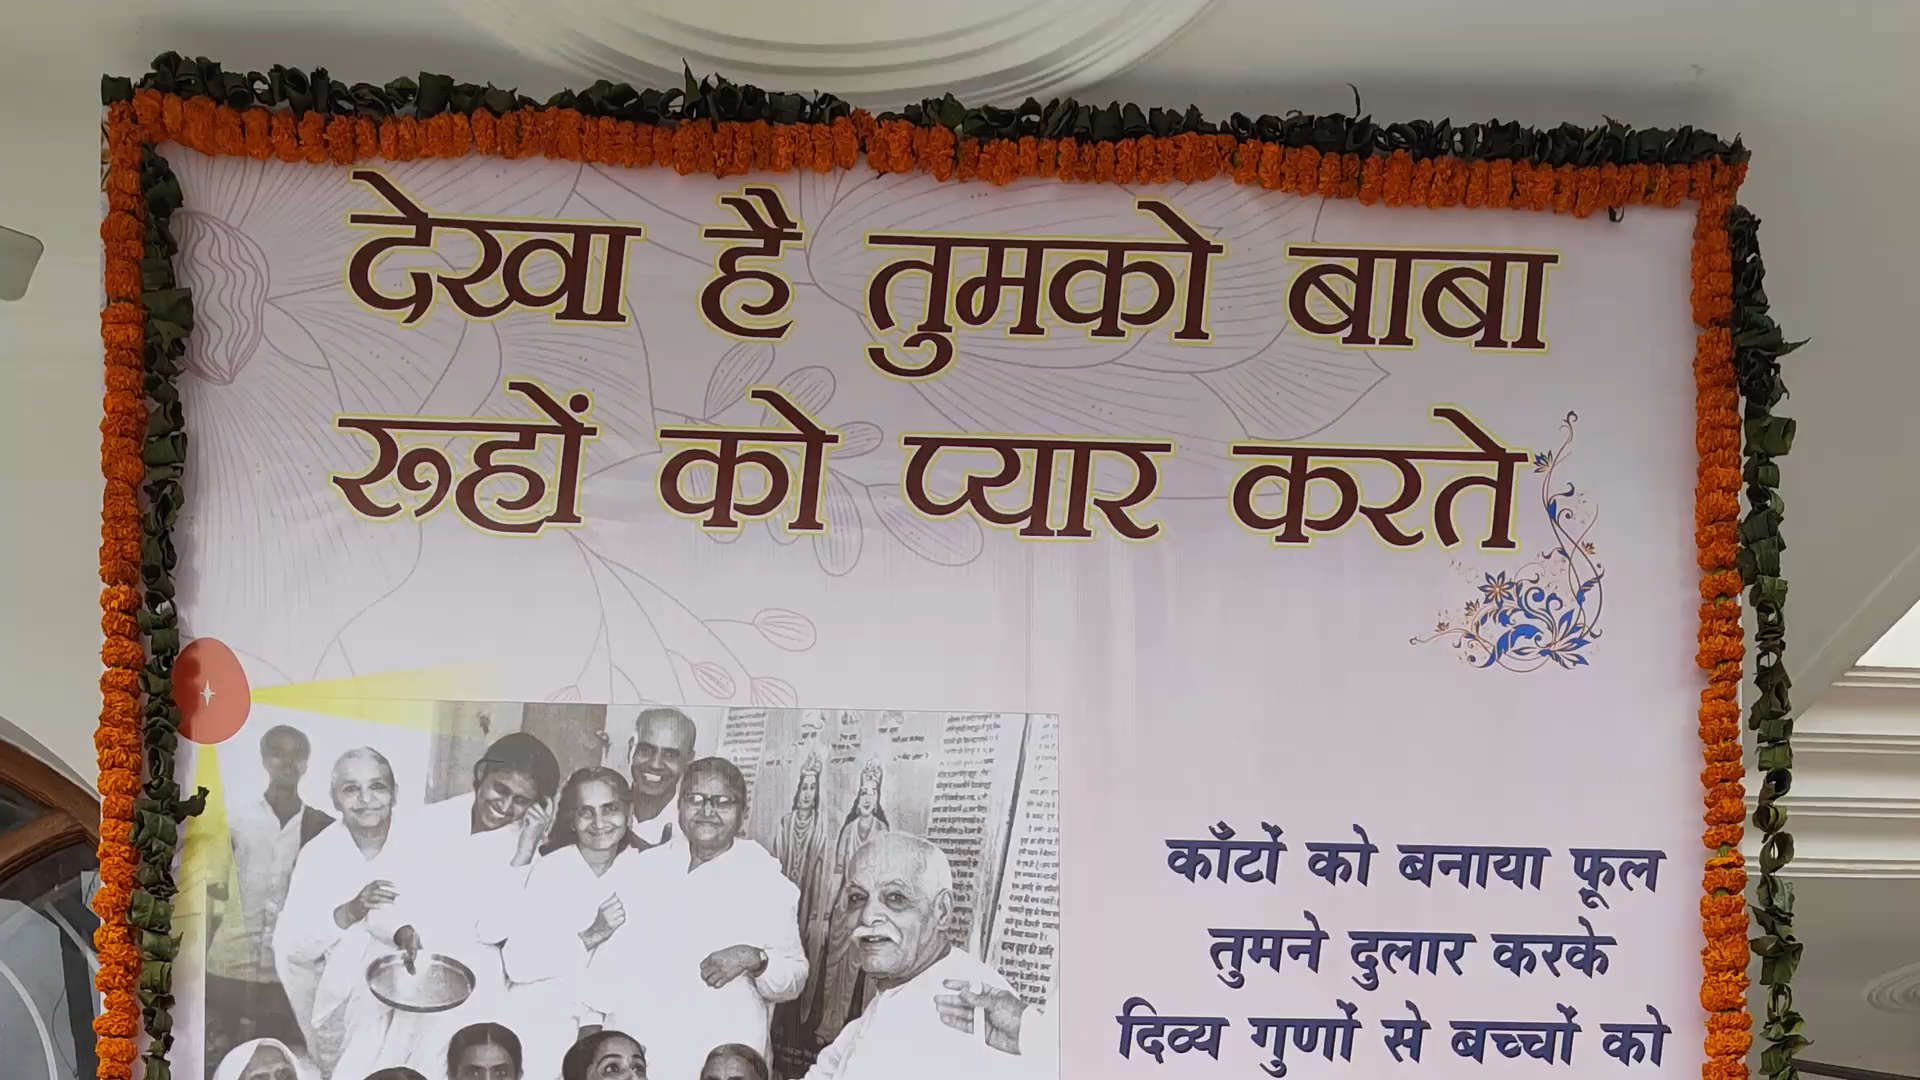 देखा है तुमको बाबा
रूहों को प्यार करते
काँटों को बनाया फूल
तुमने दुलार करके
दिव्य गुणों से बच्चों को